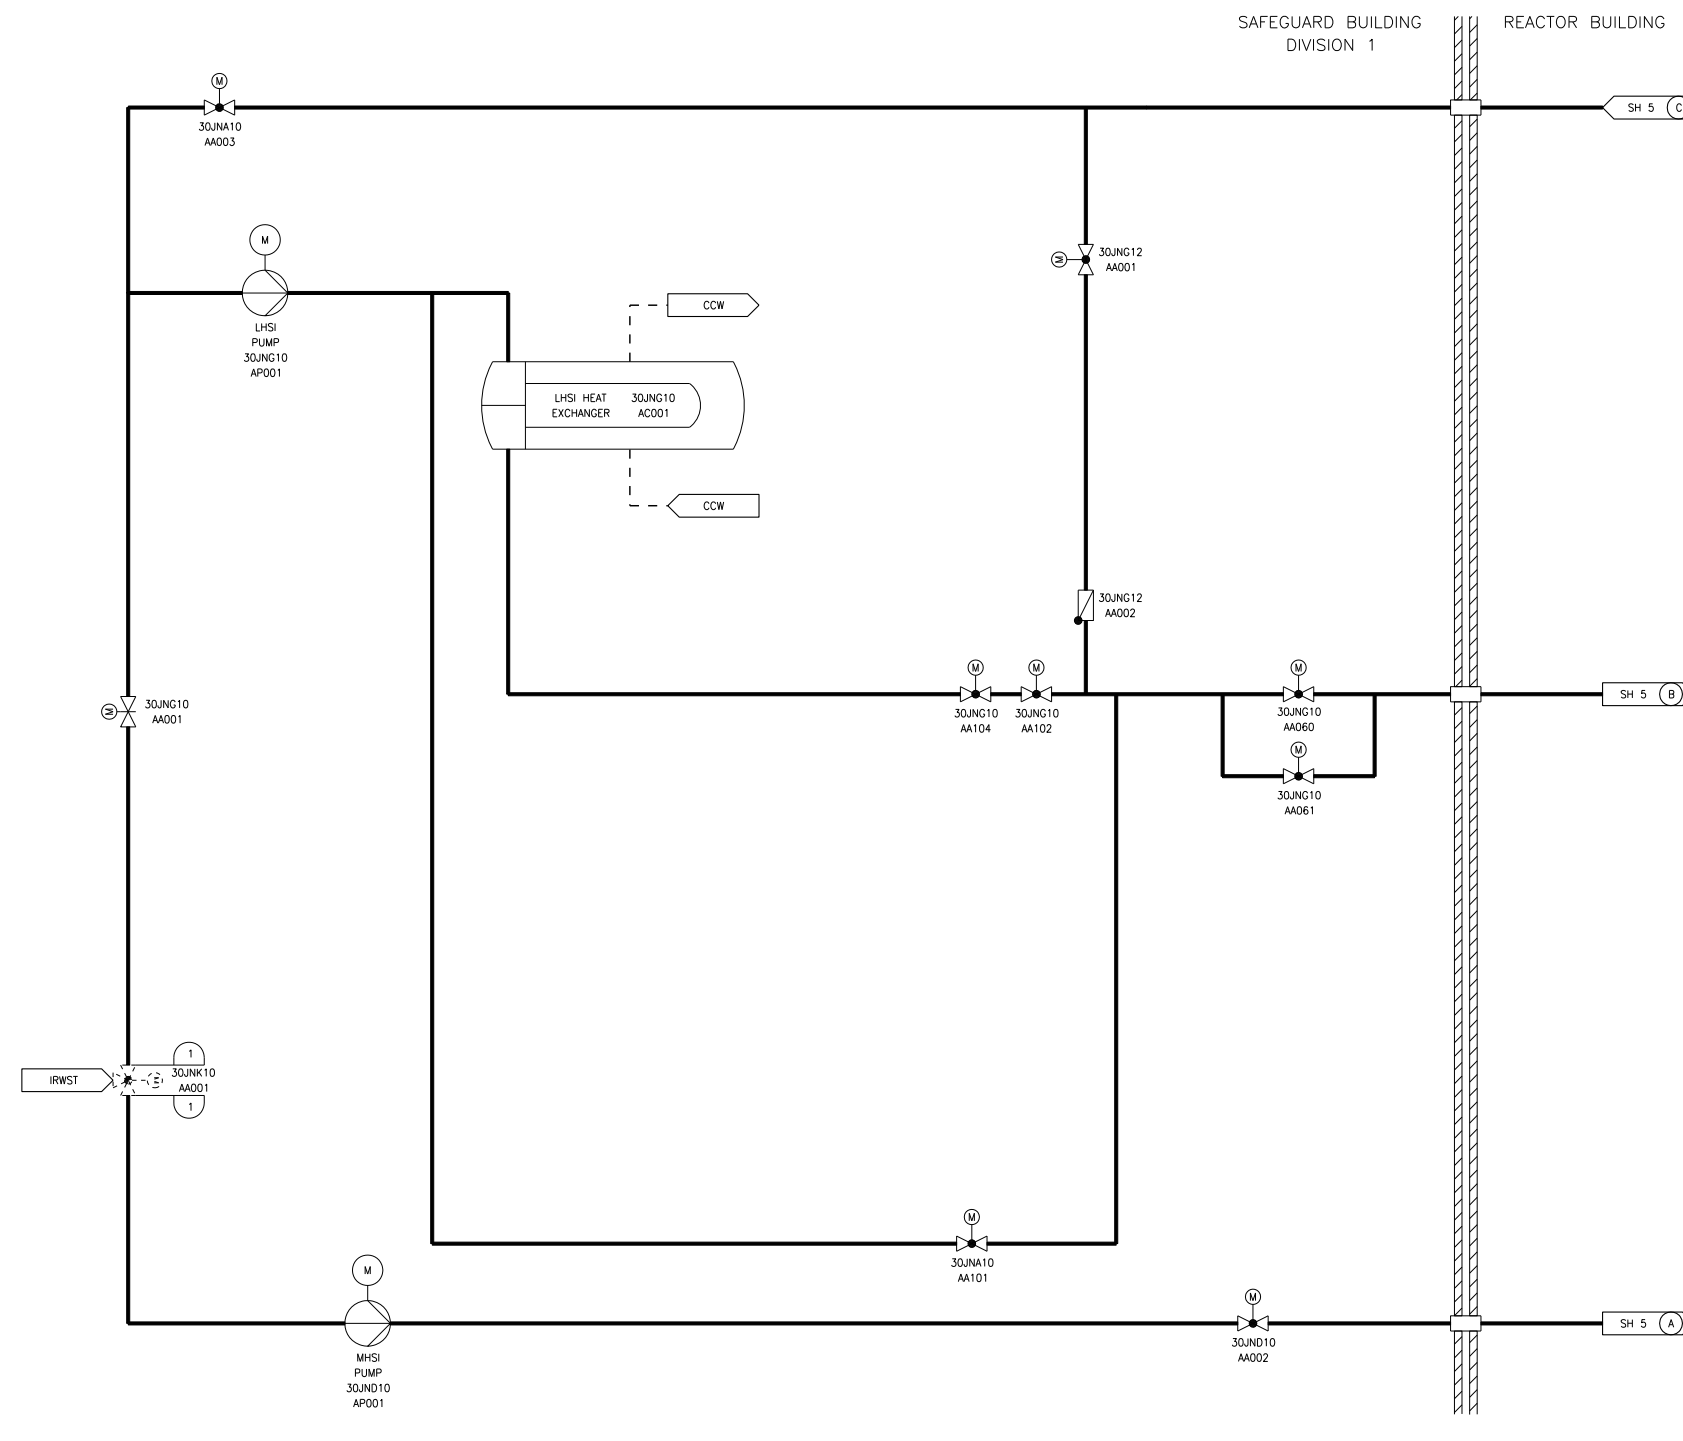 SAFEGUARD BUILDING
DIVISION 1
REACTOR BUILDING
M
30JNA10
AA003
SH 5 C
M
LHSI
PUMP
30JNG10
AP001
M
30JNG12
AA001
CCW
LHSI HEAT
EXCHANGER
30JNG10
AC001
CCW
30JNG12
AA002
M
30JNG10
AA001
M
30JNG10
AA104
M
30JNG10
AA102
M
30JNG10
AA060
M
30JNG10
AA061
SH 5 B
IRWST
1
M
30JNK10
AA001
1
M
30JNA10
AA101
M
MHSI
PUMP
30JND10
AP001
M
30JND10
AA002
SH 5 A